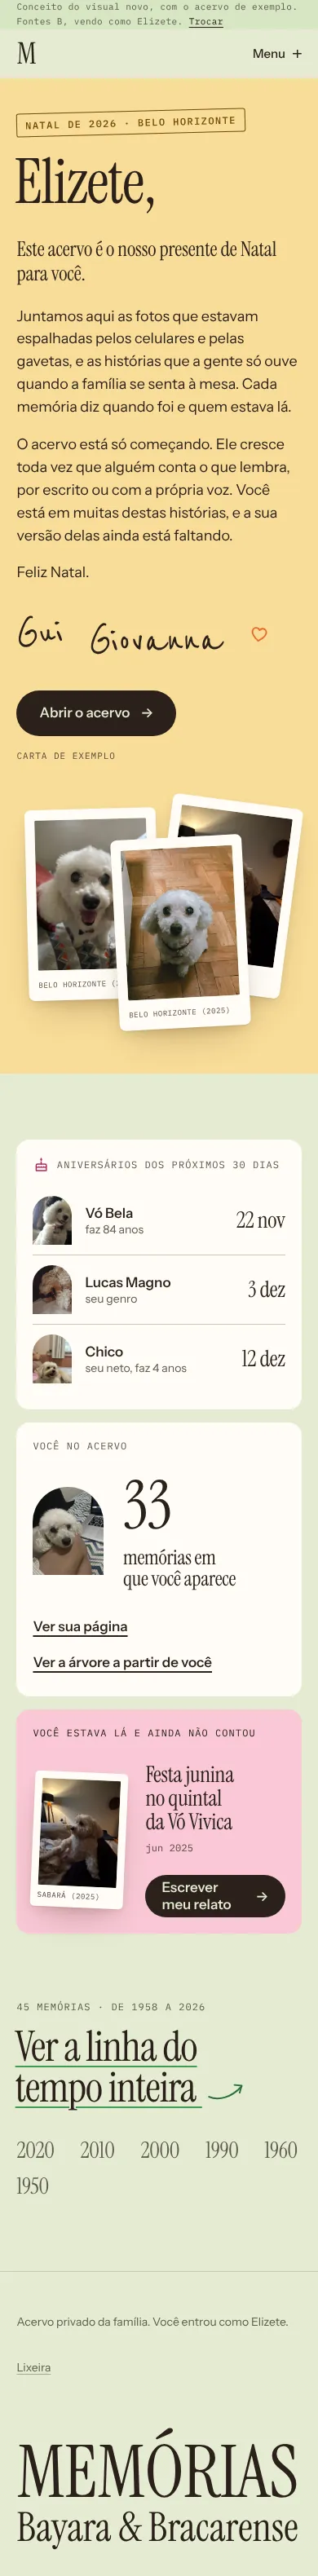 Conceito do visual novo, com o acervo de exemplo.
Fontes B, vendo como Elizete. Trocar
M
Menu +
NATAL DE 2026 · BELO HORIZONTE
Elizete,
Este acervo é o nosso presente de Natal
para você.
Juntamos aqui as fotos que estavam
espalhadas pelos celulares e pelas
gavetas, e as histórias que a gente só ouve
quando a família se senta à mesa. Cada
memória diz quando foi e quem estava lá.
O acervo está só começando. Ele cresce
toda vez que alguém conta o que lembra,
por escrito ou com a própria voz. Você
está em muitas destas histórias, e a sua
versão delas ainda está faltando.
Feliz Natal.
Gui Giovanna
Abrir o acervo →
CARTA DE EXEMPLO
BELO HORIZONTE (
BELO HORIZONTE (2025)
ANIVERSÁRIOS DOS PRÓXIMOS 30 DIAS
Vó Bela
faz 84 anos
22 nov
Lucas Magno
seu genro
3 dez
Chico
seu neto, faz 4 anos
12 dez
VOCÊ NO ACERVO
33
memórias em
que você aparece
Ver sua página
Ver a árvore a partir de você
VOCÊ ESTAVA LÁ E AINDA NÃO CONTOU
SABARÁ (2025)
Festa junina
no quintal
da Vó Vivica
jun 2025
Escrever
meu relato →
45 MEMÓRIAS · DE 1958 A 2026
Ver a linha do
tempo inteira
2020 2010 2000 1990 1960
1950
Acervo privado da família. Você entrou como Elizete.
Lixeira
MEMÓRIAS
Bayara & Bracarense